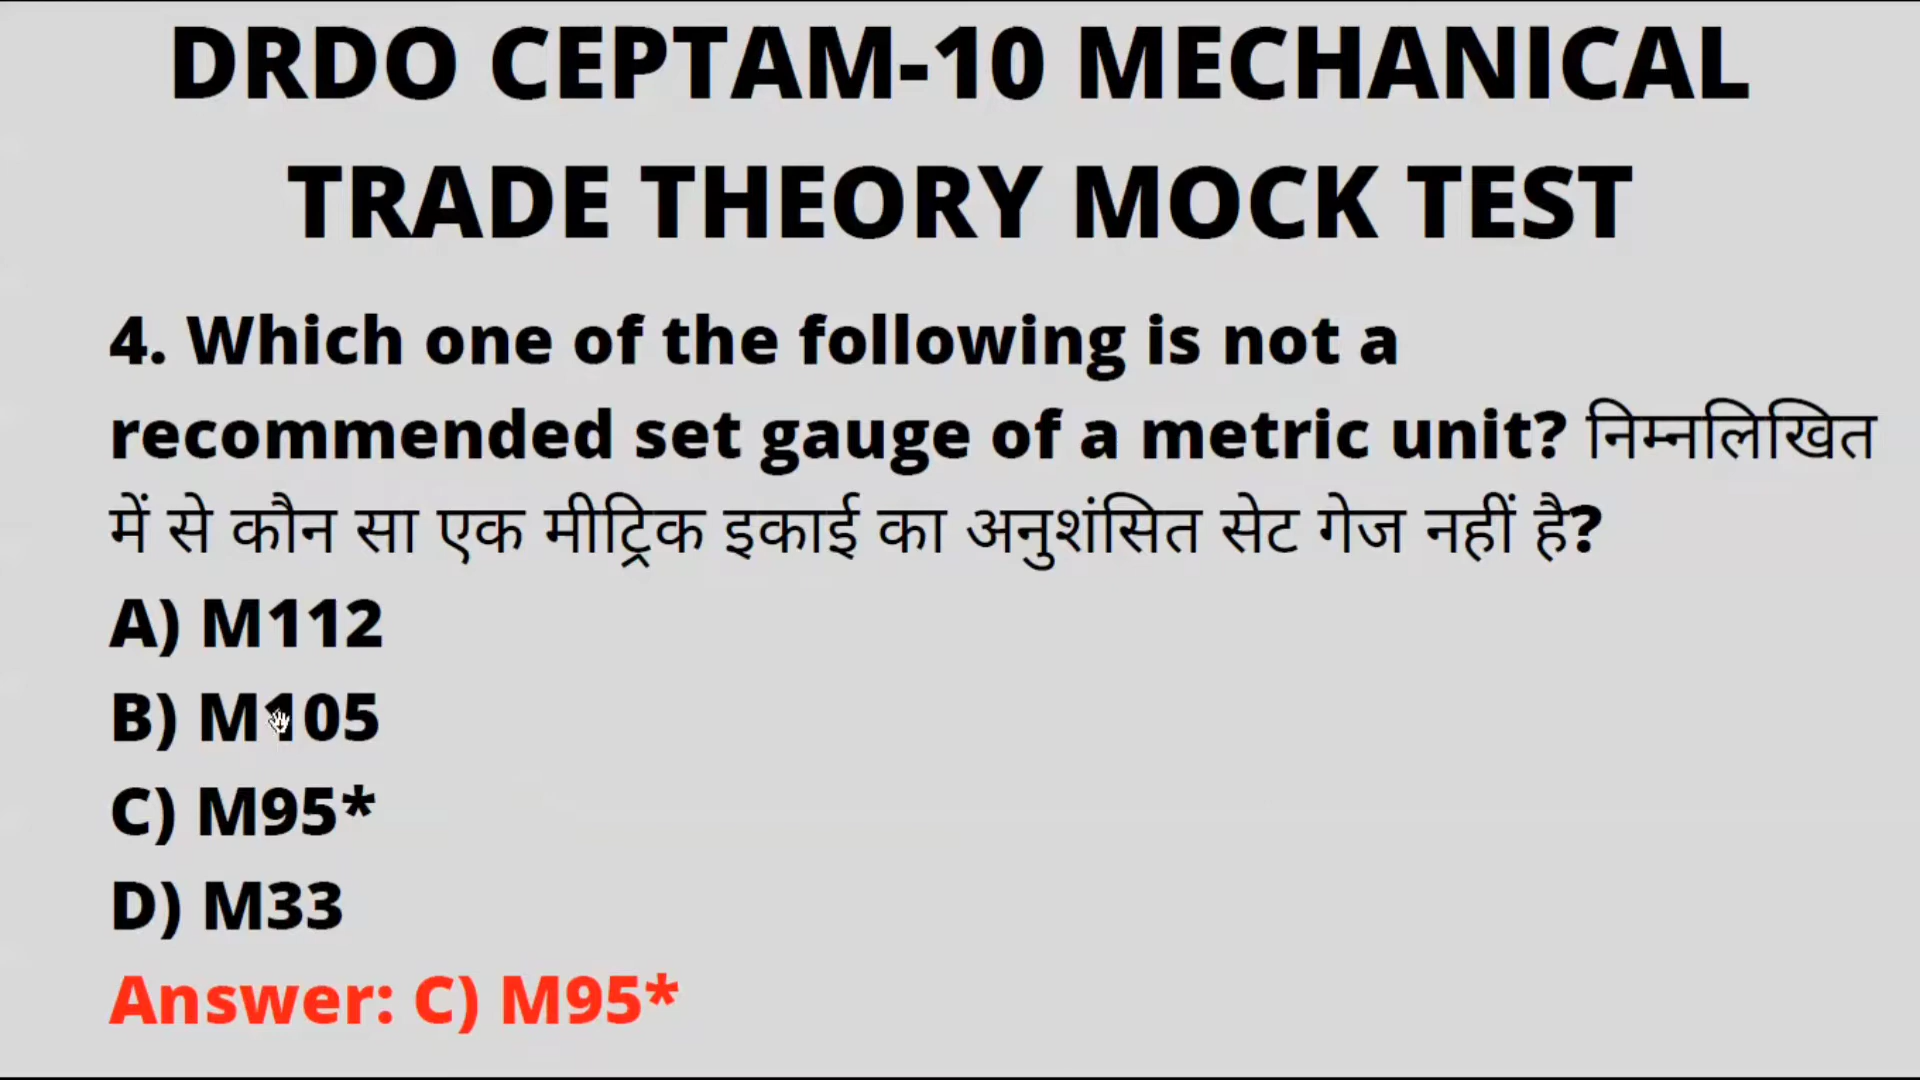 DRDO CEPTAM-10 MECHANICAL
TRADE THEORY MOCK TEST
4. Which one of the following is not a
recommended set gauge of a metric unit? निम्नलिखित
में से कौन सा एक मीट्रिक इकाई का अनुशंसित सेट गेज नहीं है?
A) M112
B) M105
C) M95*
D) M33
Answer: C) M95*